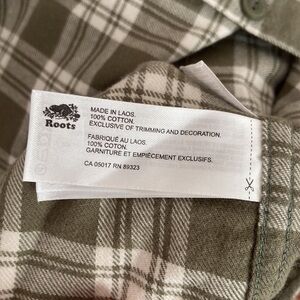 Roots
MADE IN LAOS.
100% COTTON.
EXCLUSIVE OF TRIMMING AND DECORATION.
FABRIQUÉ AU LAOS.
100% COTON.
GARNITURE ET EMPIÈCEMENT EXCLUSIFS.
CA 05017 RN 89323